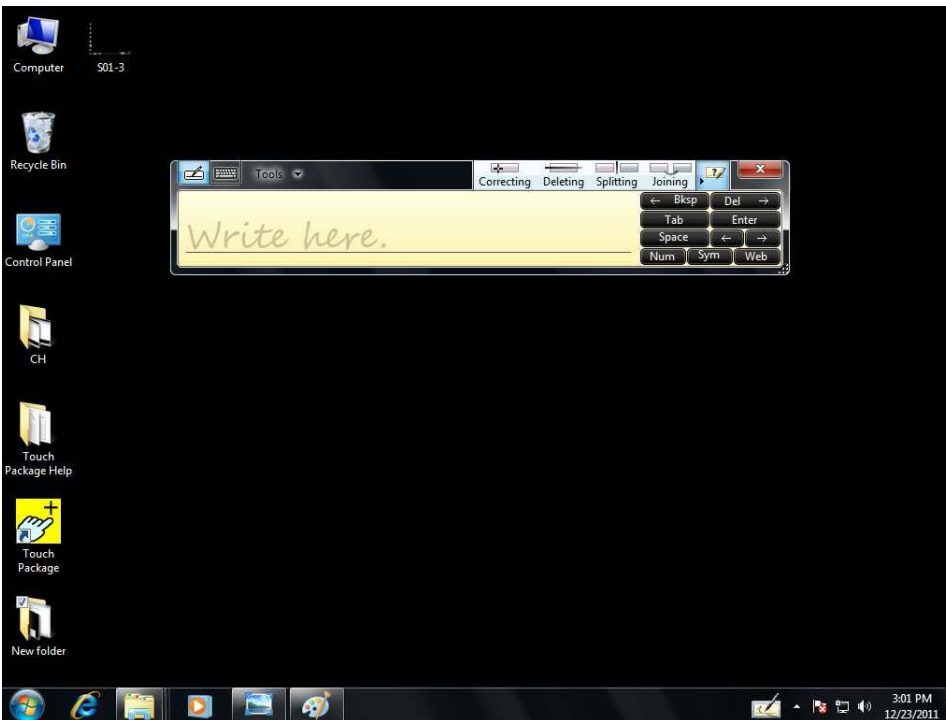 Computer
S01-3
Recycle Bin
Tools
Correcting Deleting Splitting Joining
← Bksp Del →
Tab Enter
Write here.
Space ← →
Num Sym Web
Control Panel
CH
Touch
Package Help
Touch
Package
New folder
3:01 PM
12/23/2011